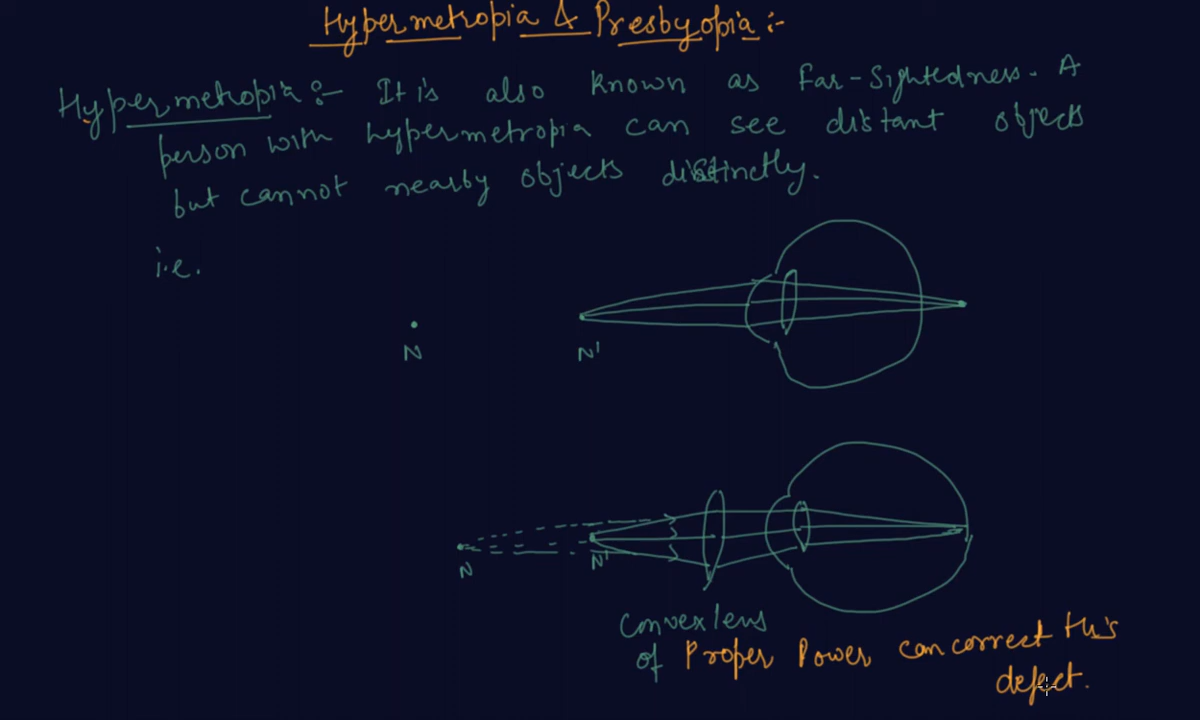 Hypermetropia & Presbyopia :-
Hypermetropia :- It is also known as Far-Sightedness. A
person with hypermetropia can see distant objects
but cannot nearby objects distinctly.
i.e.
N
N'
N
N'
Convex lens
of Proper Power can correct this
defect.